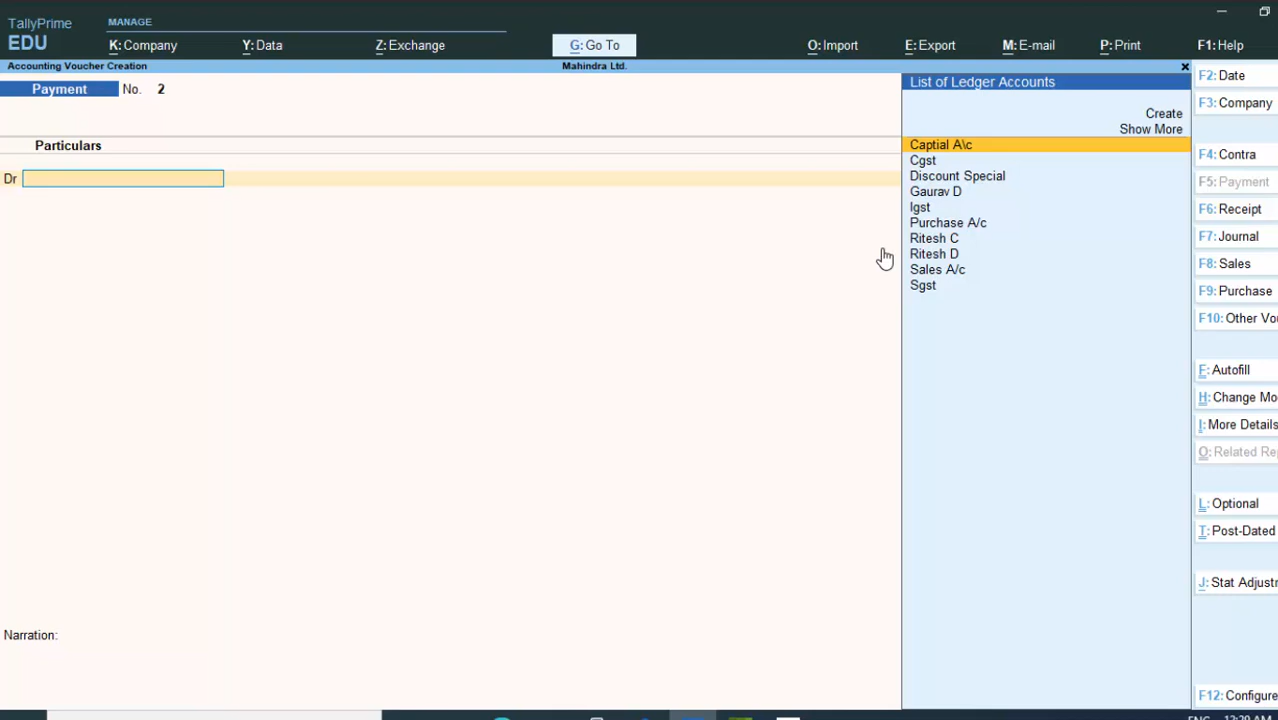 TallyPrime
MANAGE
EDU
K: Company
Y: Data
Z: Exchange
G: Go To
O: Import
E: Export
M: E-mail
P: Print
F1: Help
Accounting Voucher Creation
Mahindra Ltd.
Payment No. 2
Particulars
Dr
Narration:
List of Ledger Accounts
Create
Show More
Captial A\c
Cgst
Discount Special
Gaurav D
Igst
Purchase A/c
Ritesh C
Ritesh D
Sales A/c
Sgst
F2: Date
F3: Company
F4: Contra
F5: Payment
F6: Receipt
F7: Journal
F8: Sales
F9: Purchase
F10: Other Vou
F: Autofill
H: Change Mo
I: More Details
O: Related Rep
L: Optional
T: Post-Dated
J: Stat Adjustm
F12: Configure